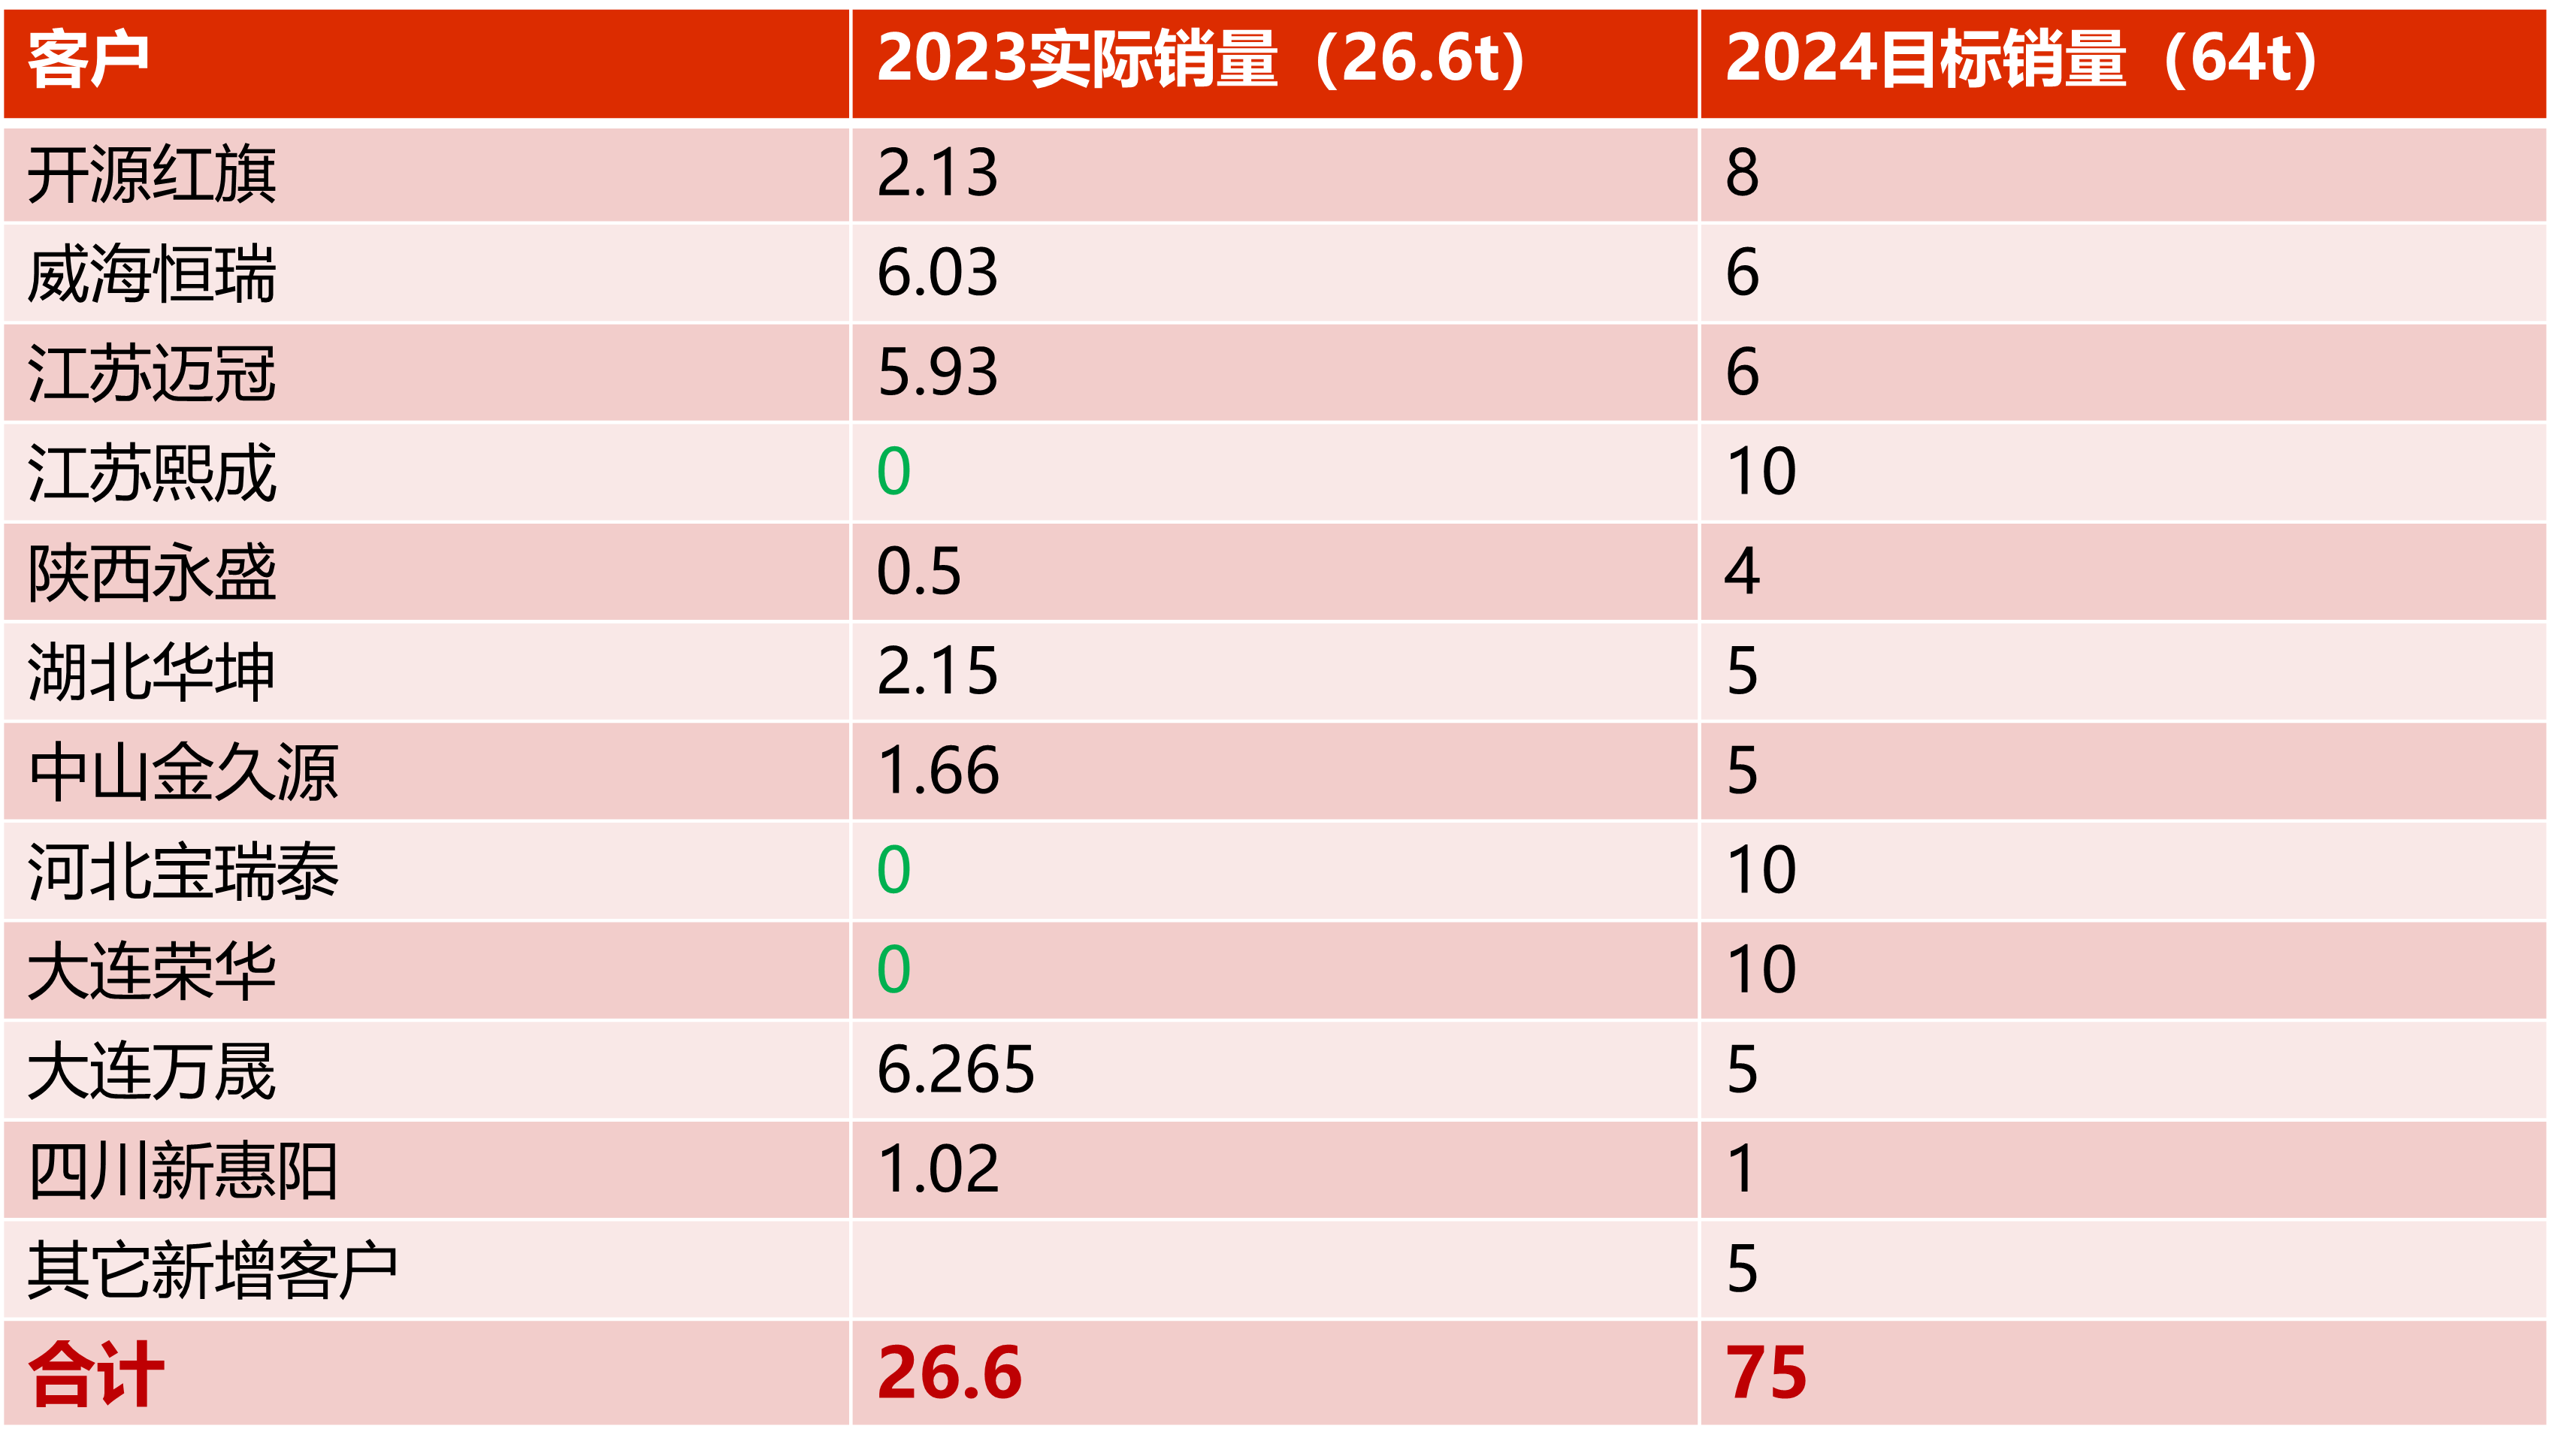 客户 2023实际销量（26.6t） 2024目标销量（64t）
开源红旗 2.13 8
威海恒瑞 6.03 6
江苏迈冠 5.93 6
江苏熙成 0 10
陕西永盛 0.5 4
湖北华坤 2.15 5
中山金久源 1.66 5
河北宝瑞泰 0 10
大连荣华 0 10
大连万晟 6.265 5
四川新惠阳 1.02 1
其它新增客户 5
合计 26.6 75